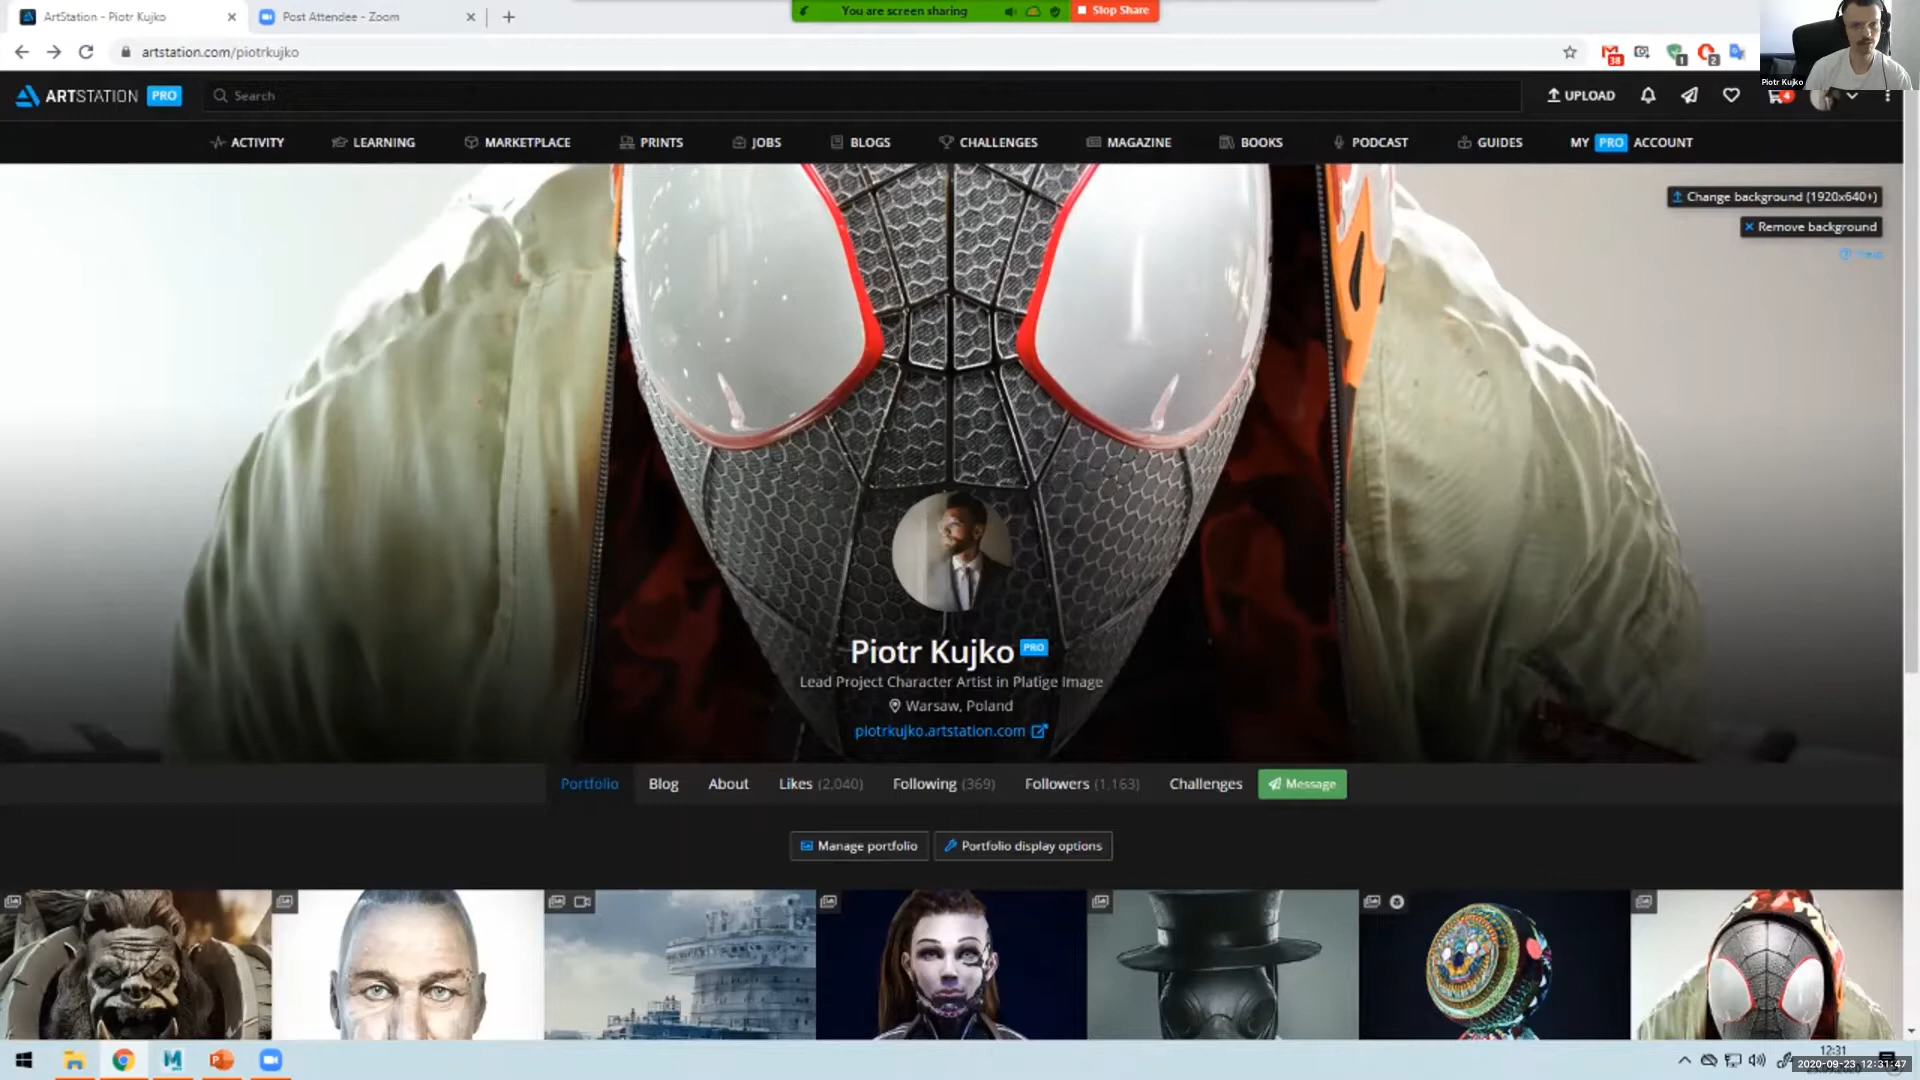 ArtStation - Piotr Kujko
Post Attendee - Zoom
You are screen sharing
Stop Share
artstation.com/piotrkujko
38
1
2
Piotr Kujko
ARTSTATION PRO
Search
UPLOAD
4
ACTIVITY
LEARNING
MARKETPLACE
PRINTS
JOBS
BLOGS
CHALLENGES
MAGAZINE
BOOKS
PODCAST
GUIDES
MY PRO ACCOUNT
Change background (1920x640+)
Remove background
Piotr Kujko PRO
Lead Project Character Artist in Platige Image
Warsaw, Poland
piotrkujko.artstation.com
Portfolio
Blog
About
Likes (2,040)
Following (369)
Followers (1,163)
Challenges
Message
Manage portfolio
Portfolio display options
12:31
2020-09-23 12:31:47